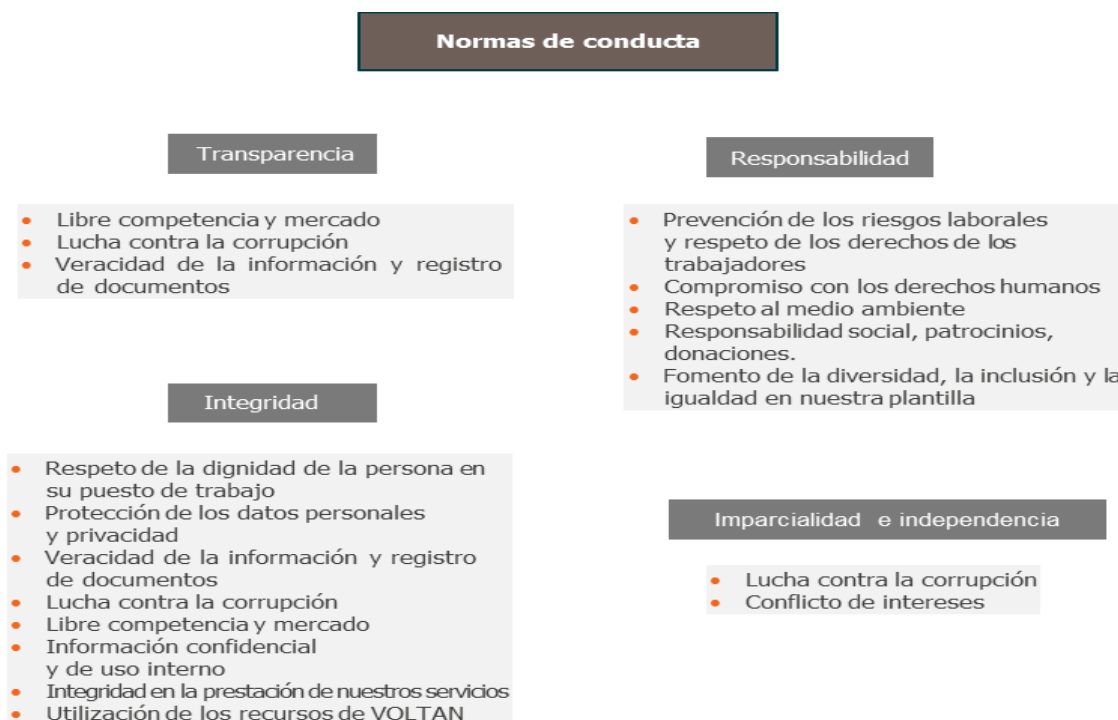 Normas de conducta
Transparencia
• Libre competencia y mercado
• Lucha contra la corrupción
• Veracidad de la información y registro
de documentos
Integridad
• Respeto de la dignidad de la persona en
su puesto de trabajo
• Protección de los datos personales
y privacidad
• Veracidad de la información y registro
de documentos
• Lucha contra la corrupción
• Libre competencia y mercado
• Información confidencial
y de uso interno
• Integridad en la prestación de nuestros servicios
• Utilización de los recursos de VOLTAN
Responsabilidad
• Prevención de los riesgos laborales
y respeto de los derechos de los
trabajadores
• Compromiso con los derechos humanos
• Respeto al medio ambiente
• Responsabilidad social, patrocinios,
donaciones.
• Fomento de la diversidad, la inclusión y la
igualdad en nuestra plantilla
Imparcialidad e independencia
• Lucha contra la corrupción
• Conflicto de intereses